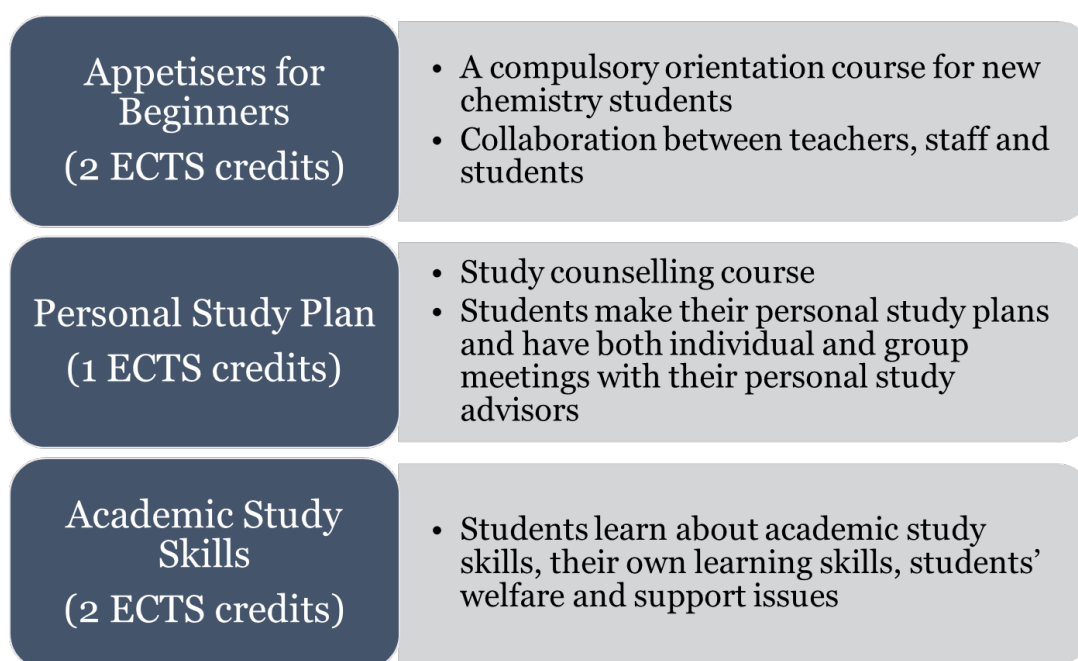 Appetisers for
Beginners
(2 ECTS credits)
• A compulsory orientation course for new
chemistry students
• Collaboration between teachers, staff and
students
Personal Study Plan
(1 ECTS credits)
• Study counselling course
• Students make their personal study plans
and have both individual and group
meetings with their personal study
advisors
Academic Study
Skills
(2 ECTS credits)
• Students learn about academic study
skills, their own learning skills, students’
welfare and support issues